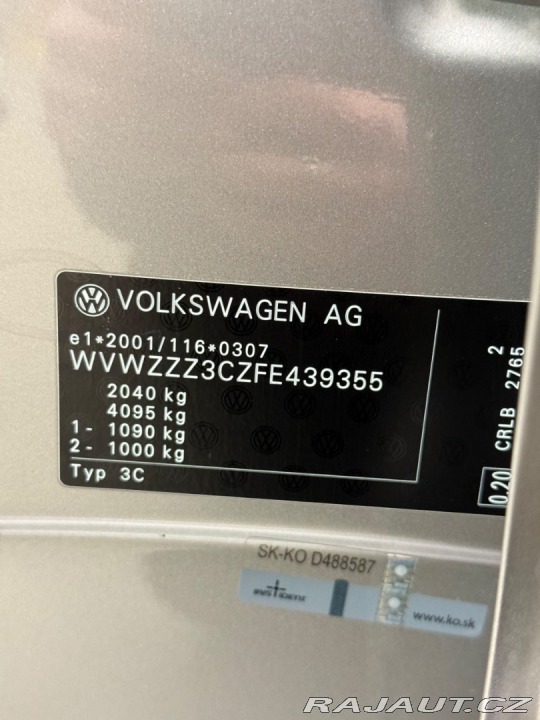 VOLKSWAGEN AG
e1*2001/116*0307
WVWZZZ3CZFE439355
2040 kg
4095 kg
1- 1090 kg
2- 1000 kg
Typ 3C
2
CRLB 2765
0.20
SK-KO D488587
www.ko.sk
RAJAUT.CZ